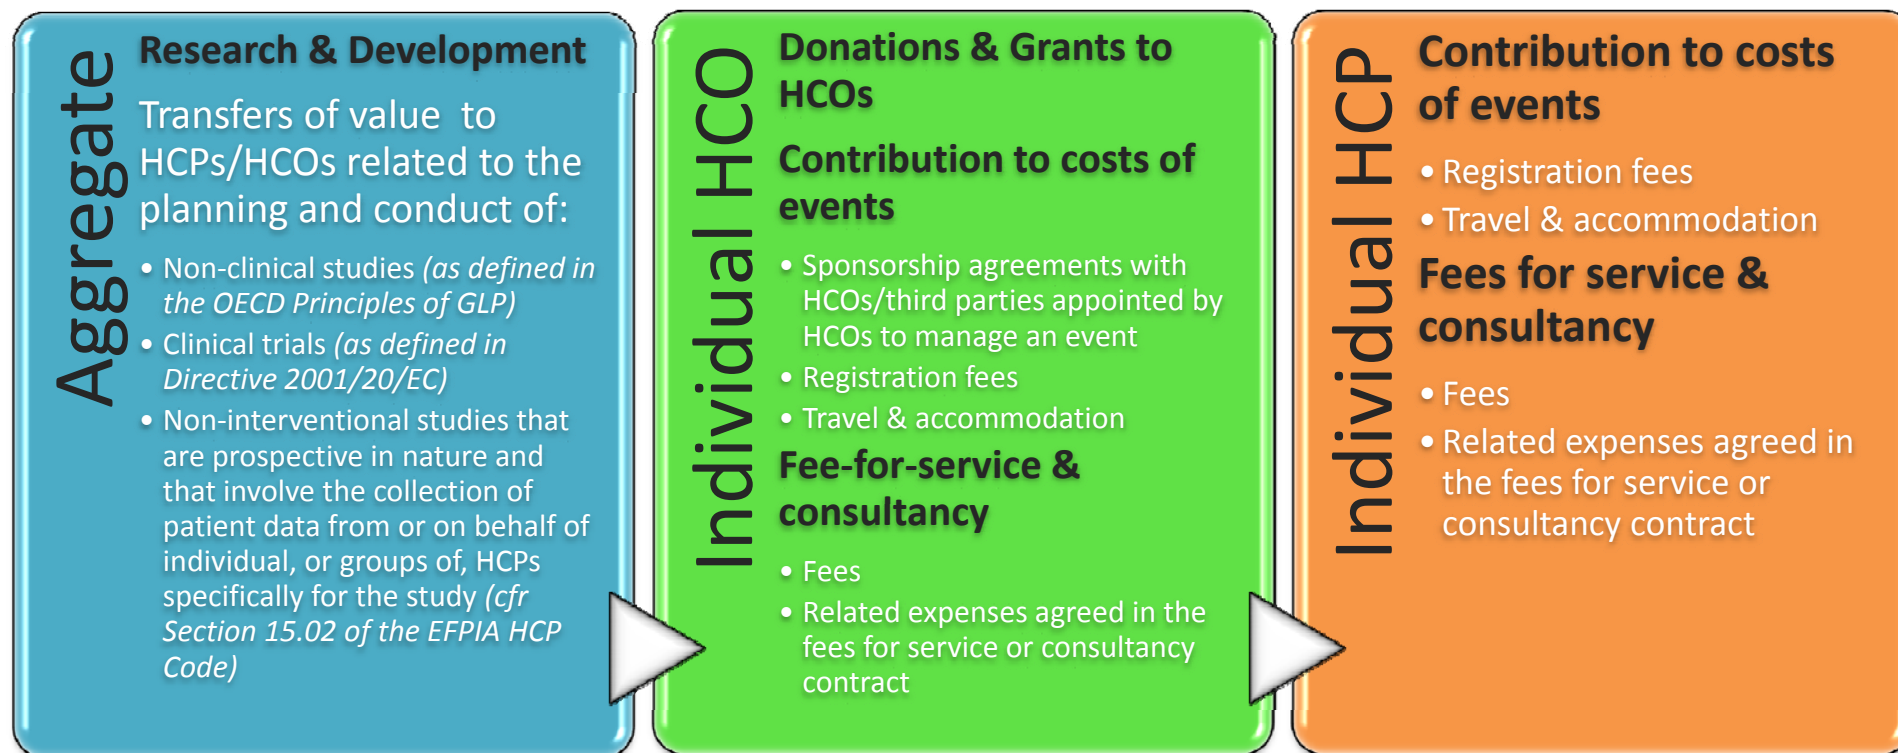 Aggregate
Research & Development
Transfers of value to
HCPs/HCOs related to the
planning and conduct of:
• Non-clinical studies (as defined in
the OECD Principles of GLP)
• Clinical trials (as defined in
Directive 2001/20/EC)
• Non-interventional studies that
are prospective in nature and
that involve the collection of
patient data from or on behalf of
individual, or groups of, HCPs
specifically for the study (cfr
Section 15.02 of the EFPIA HCP
Code)
Individual HCO
Donations & Grants to
HCOs
Contribution to costs of
events
• Sponsorship agreements with
HCOs/third parties appointed by
HCOs to manage an event
• Registration fees
• Travel & accommodation
Fee-for-service &
consultancy
• Fees
• Related expenses agreed in the
fees for service or consultancy
contract
Individual HCP
Contribution to costs
of events
• Registration fees
• Travel & accommodation
Fees for service &
consultancy
• Fees
• Related expenses agreed in
the fees for service or
consultancy contract